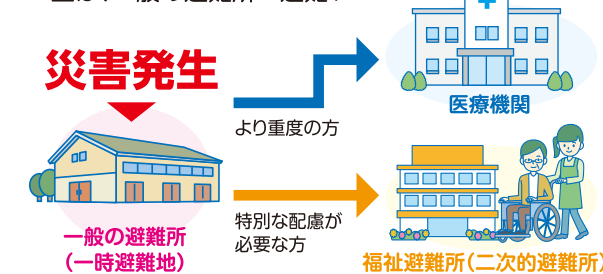 災害発生
より重度の方
医療機関
一般の避難所
(一時避難地)
特別な配慮が
必要な方
福祉避難所(二次的避難所)